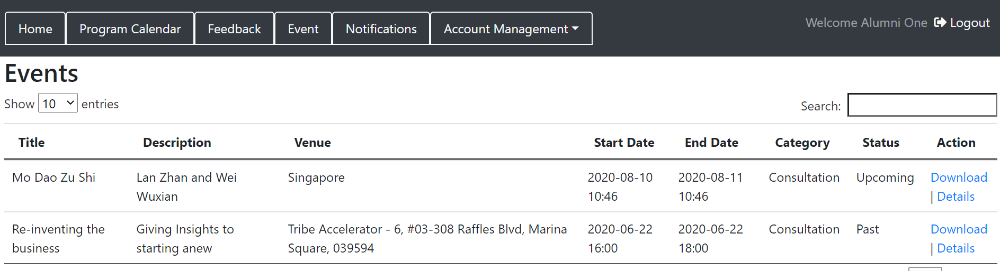 Home Program Calendar Feedback Event Notifications Account Management Welcome Alumni One Logout
Events
Show 10 entries Search:
Title Description Venue Start Date End Date Category Status Action
Mo Dao Zu Shi Lan Zhan and Wei Singapore 2020-08-10 2020-08-11 Consultation Upcoming Download
Wuxian 10:46 10:46 | Details
Re-inventing the Giving Insights to Tribe Accelerator - 6, #03-308 Raffles Blvd, Marina 2020-06-22 2020-06-22 Consultation Past Download
business starting anew Square, 039594 16:00 18:00 | Details